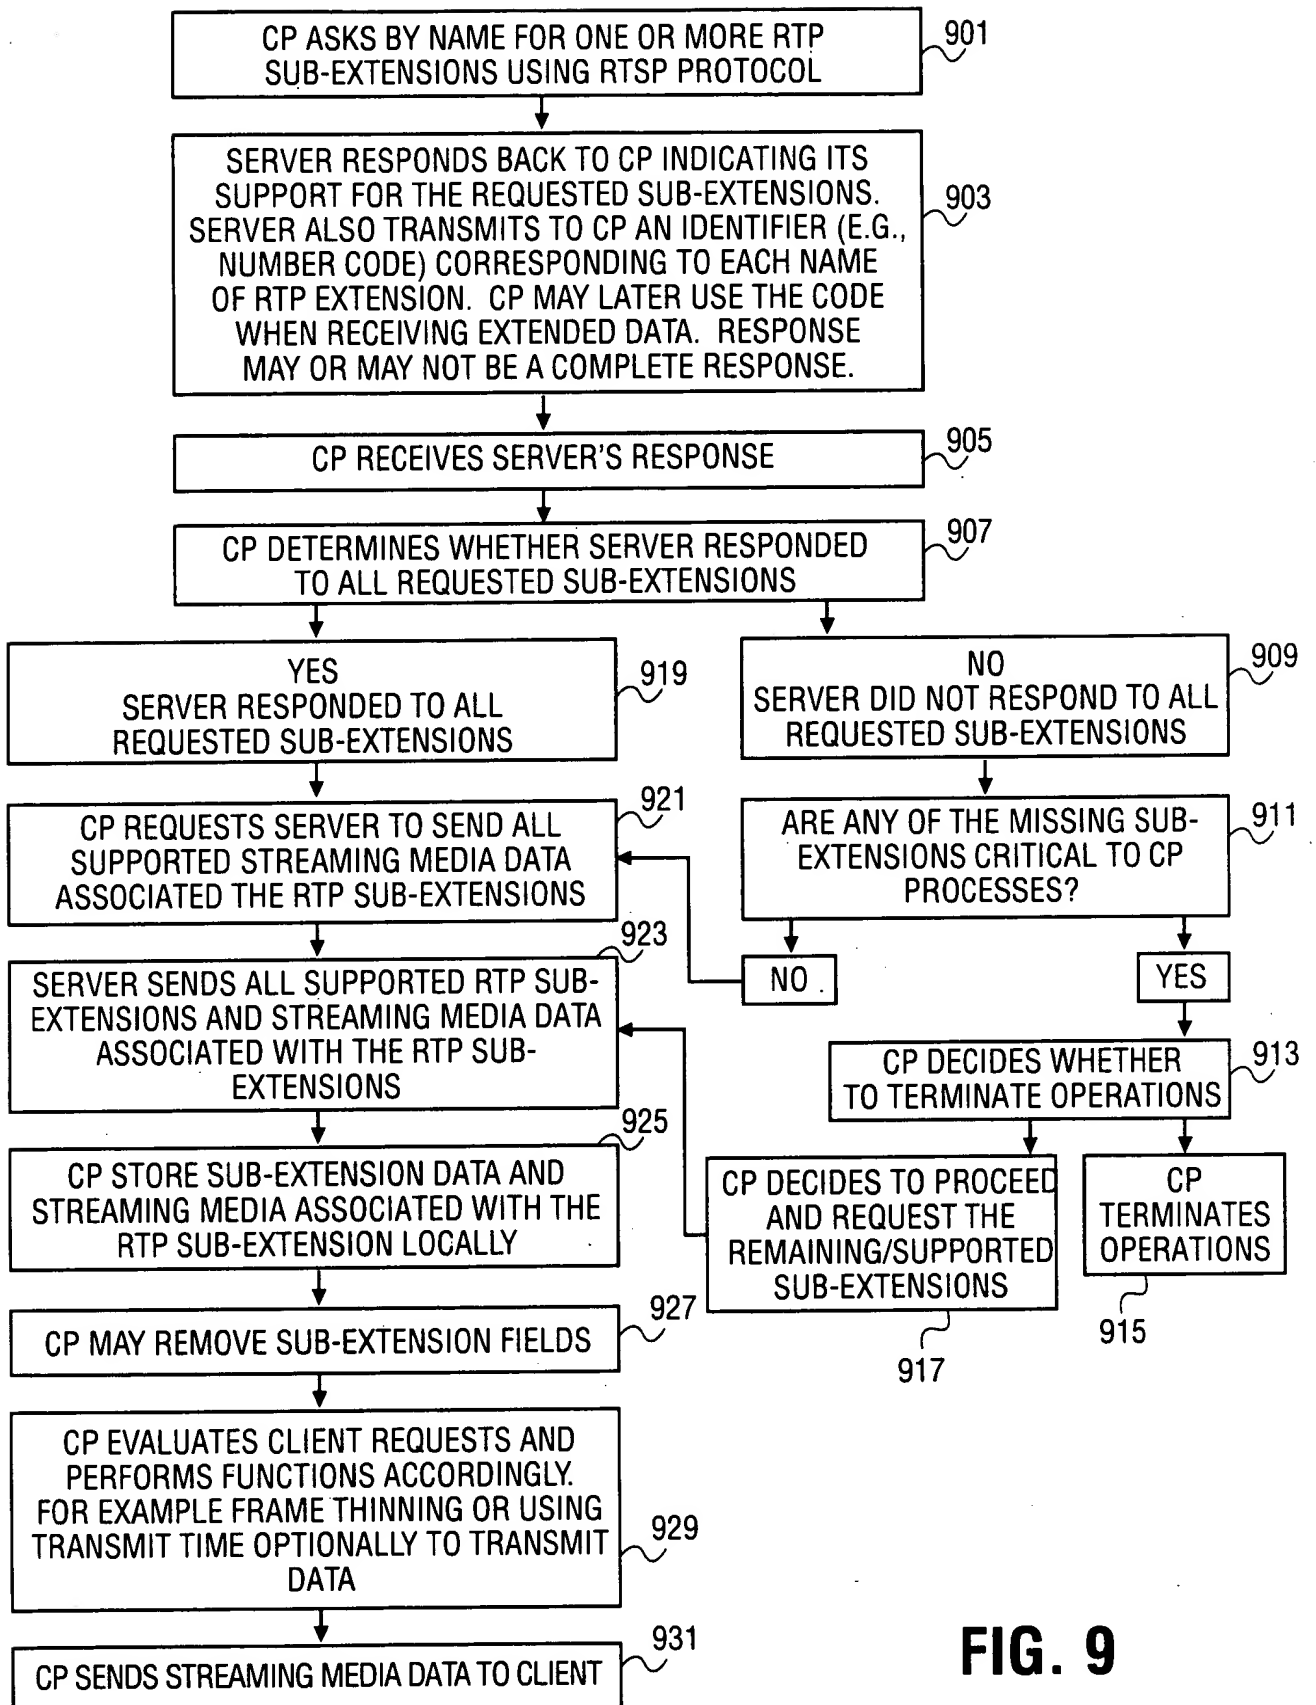 CP ASKS BY NAME FOR ONE OR MORE RTP
SUB-EXTENSIONS USING RTSP PROTOCOL
901
SERVER RESPONDS BACK TO CP INDICATING ITS
SUPPORT FOR THE REQUESTED SUB-EXTENSIONS.
SERVER ALSO TRANSMITS TO CP AN IDENTIFIER (E.G.,
NUMBER CODE) CORRESPONDING TO EACH NAME
OF RTP EXTENSION. CP MAY LATER USE THE CODE
WHEN RECEIVING EXTENDED DATA. RESPONSE
MAY OR MAY NOT BE A COMPLETE RESPONSE.
903
CP RECEIVES SERVER'S RESPONSE
905
CP DETERMINES WHETHER SERVER RESPONDED
TO ALL REQUESTED SUB-EXTENSIONS
907
YES
SERVER RESPONDED TO ALL
REQUESTED SUB-EXTENSIONS
919
NO
SERVER DID NOT RESPOND TO ALL
REQUESTED SUB-EXTENSIONS
909
CP REQUESTS SERVER TO SEND ALL
SUPPORTED STREAMING MEDIA DATA
ASSOCIATED THE RTP SUB-EXTENSIONS
921
ARE ANY OF THE MISSING SUB-
EXTENSIONS CRITICAL TO CP
PROCESSES?
911
NO
YES
SERVER SENDS ALL SUPPORTED RTP SUB-
EXTENSIONS AND STREAMING MEDIA DATA
ASSOCIATED WITH THE RTP SUB-
EXTENSIONS
923
CP DECIDES WHETHER
TO TERMINATE OPERATIONS
913
CP STORE SUB-EXTENSION DATA AND
STREAMING MEDIA ASSOCIATED WITH THE
RTP SUB-EXTENSION LOCALLY
925
CP DECIDES TO PROCEED
AND REQUEST THE
REMAINING/SUPPORTED
SUB-EXTENSIONS
917
CP
TERMINATES
OPERATIONS
915
CP MAY REMOVE SUB-EXTENSION FIELDS
927
CP EVALUATES CLIENT REQUESTS AND
PERFORMS FUNCTIONS ACCORDINGLY.
FOR EXAMPLE FRAME THINNING OR USING
TRANSMIT TIME OPTIONALLY TO TRANSMIT
DATA
929
CP SENDS STREAMING MEDIA DATA TO CLIENT
931
FIG. 9